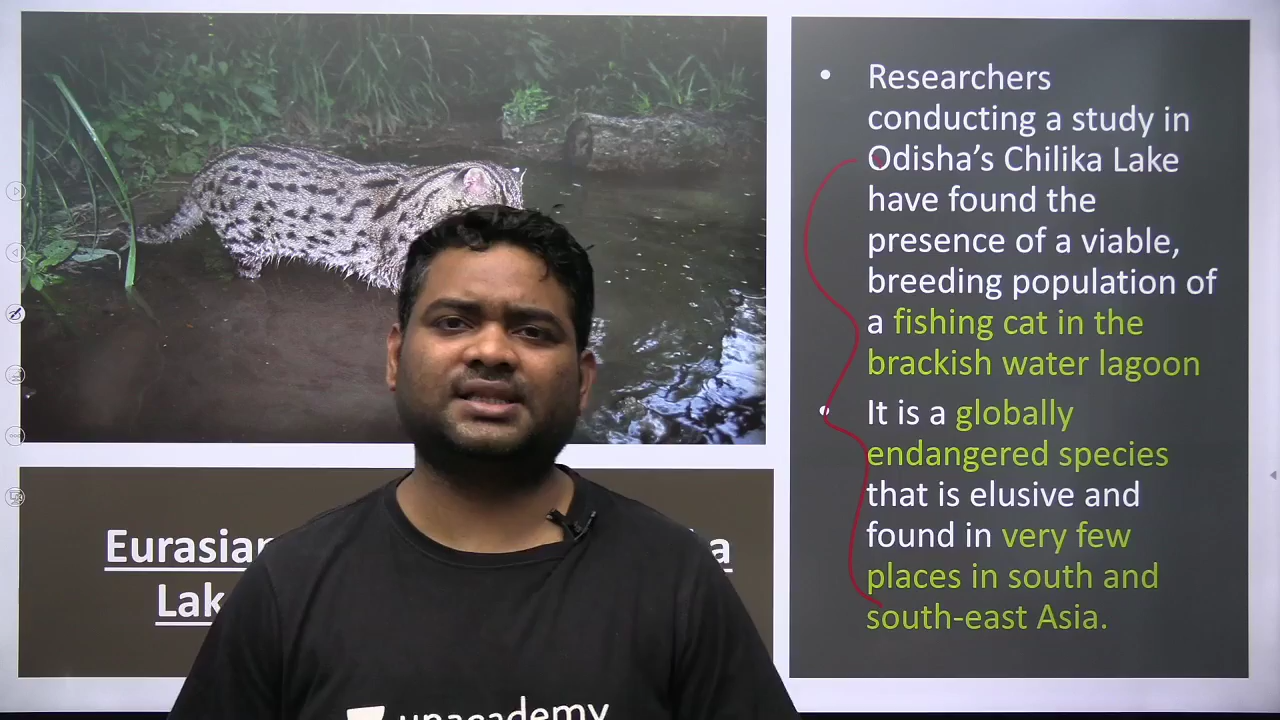 Researchers
conducting a study in
Odisha's Chilika Lake
have found the
presence of a viable,
breeding population of
a fishing cat in the
brackish water lagoon
It is a globally
endangered species
that is elusive and
found in very few
places in south and
south-east Asia.
unacademy